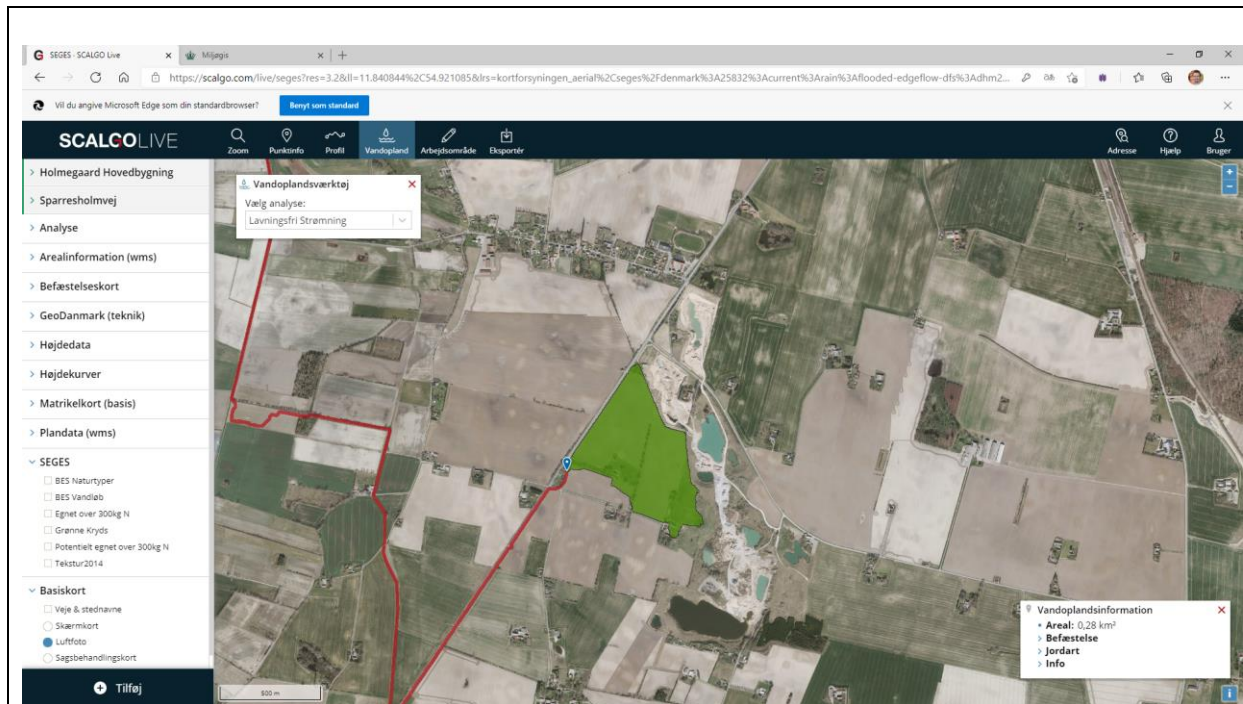 SEGES - SCALGO Live
Miljøgis
https://scalgo.com/live/seges?res=3.2&ll=11.840844%2C54.921085&lrs=kortforsyningen_aerial%2Cseges%2Fdenmark%3A25832%3Acurrent%3Arain%3Aflooded-edgeflow-dfs%3Adhm2...
Vil du angive Microsoft Edge som din standardbrowser?
Benyt som standard
SCALGOLIVE
Zoom
Punktinfo
Profil
Vandopland
Arbejdsområde
Eksportér
Adresse
Hjælp
Bruger
Holmegaard Hovedbygning
Sparresholmvej
Analyse
Arealinformation (wms)
Befæstelseskort
GeoDanmark (teknik)
Højdedata
Højdekurver
Matrikelkort (basis)
Plandata (wms)
SEGES
BES Naturtyper
BES Vandløb
Egnet over 300kg N
Grønne Kryds
Potentielt egnet over 300kg N
Tekstur2014
Basiskort
Veje & stednavne
Skærmkort
Luftfoto
Sagsbehandlingskort
Tilføj
Vandoplandsværktøj
Vælg analyse:
Lavningsfri Strømning
500 m
Vandoplandsinformation
Areal: 0,28 km²
Befæstelse
Jordart
Info